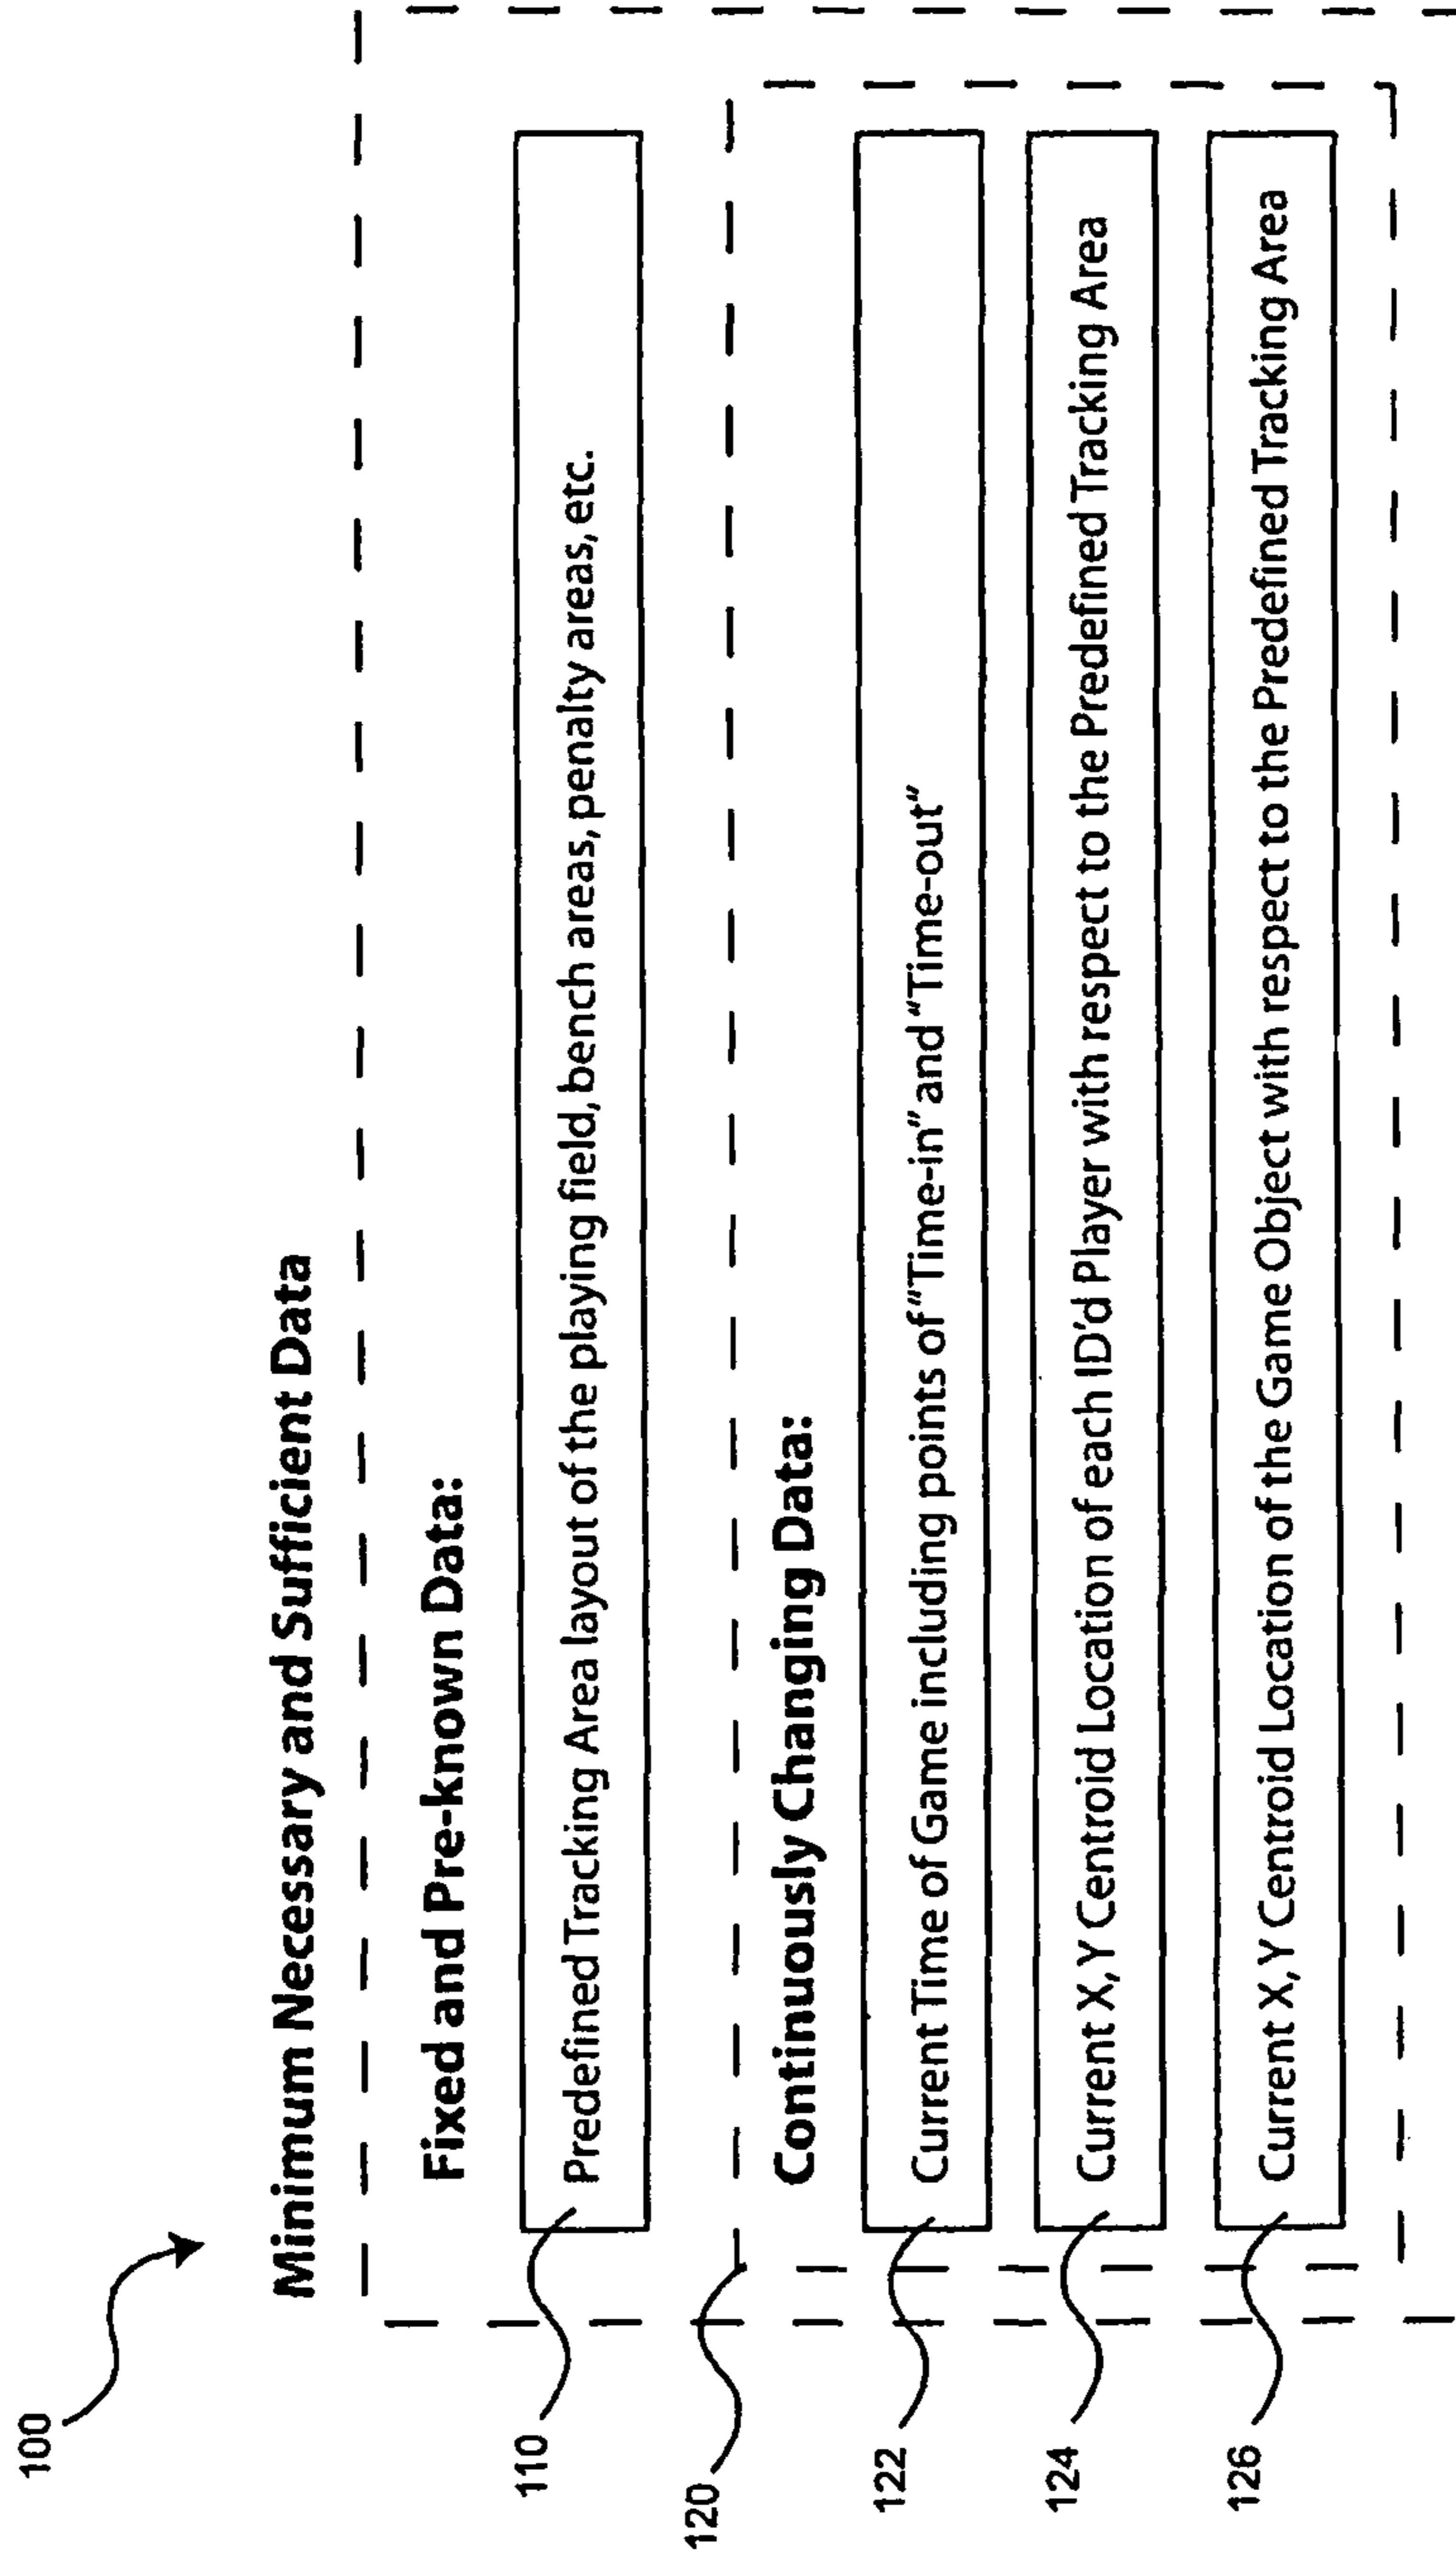 100
Minimum Necessary and Sufficient Data
Fixed and Pre-known Data:
110
Predefined Tracking Area layout of the playing field, bench areas, penalty areas, etc.
120
Continuously Changing Data:
122
Current Time of Game including points of "Time-in" and "Time-out"
124
Current X, Y Centroid Location of each ID'd Player with respect to the Predefined Tracking Area
126
Current X, Y Centroid Location of the Game Object with respect to the Predefined Tracking Area